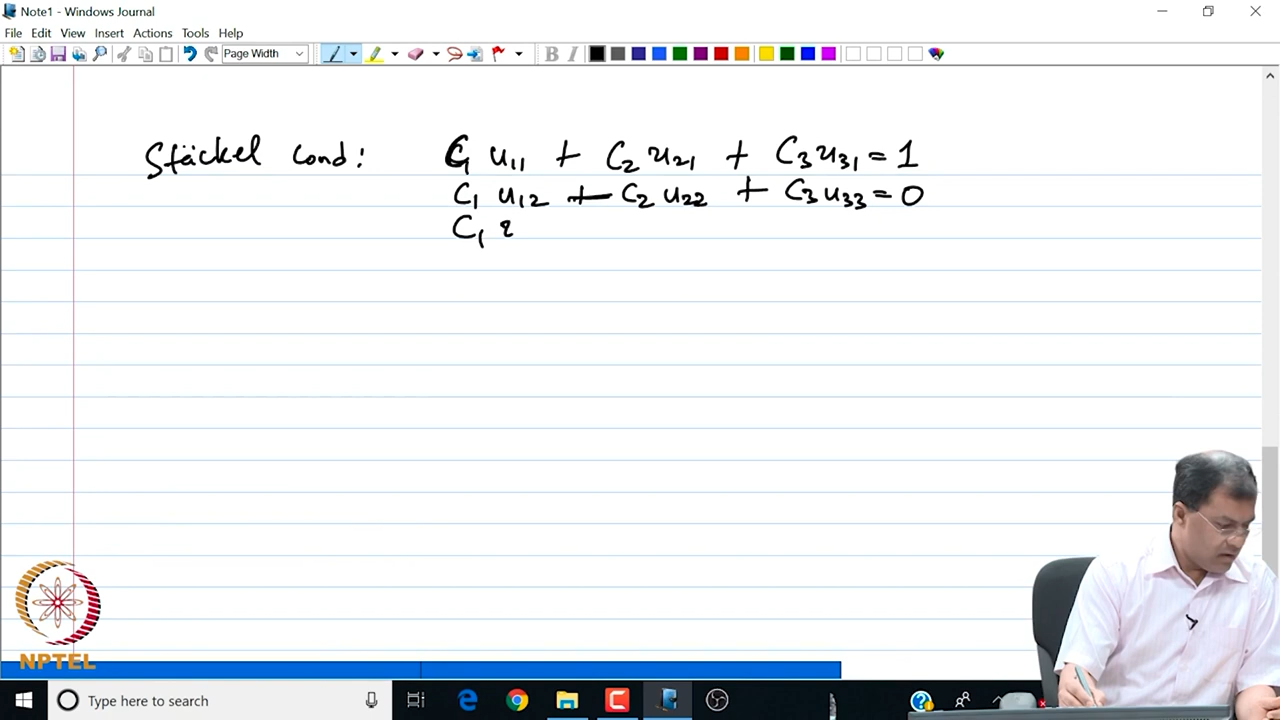 Note1 - Windows Journal
File Edit View Insert Actions Tools Help
Page Width
B I
Stäckel cond: C₁ u₁₁ + C₂ u₂₁ + C₃ u₃₁ = 1
C₁ u₁₂ + C₂ u₂₂ + C₃ u₃₃ = 0
C₁
NPTEL
Type here to search